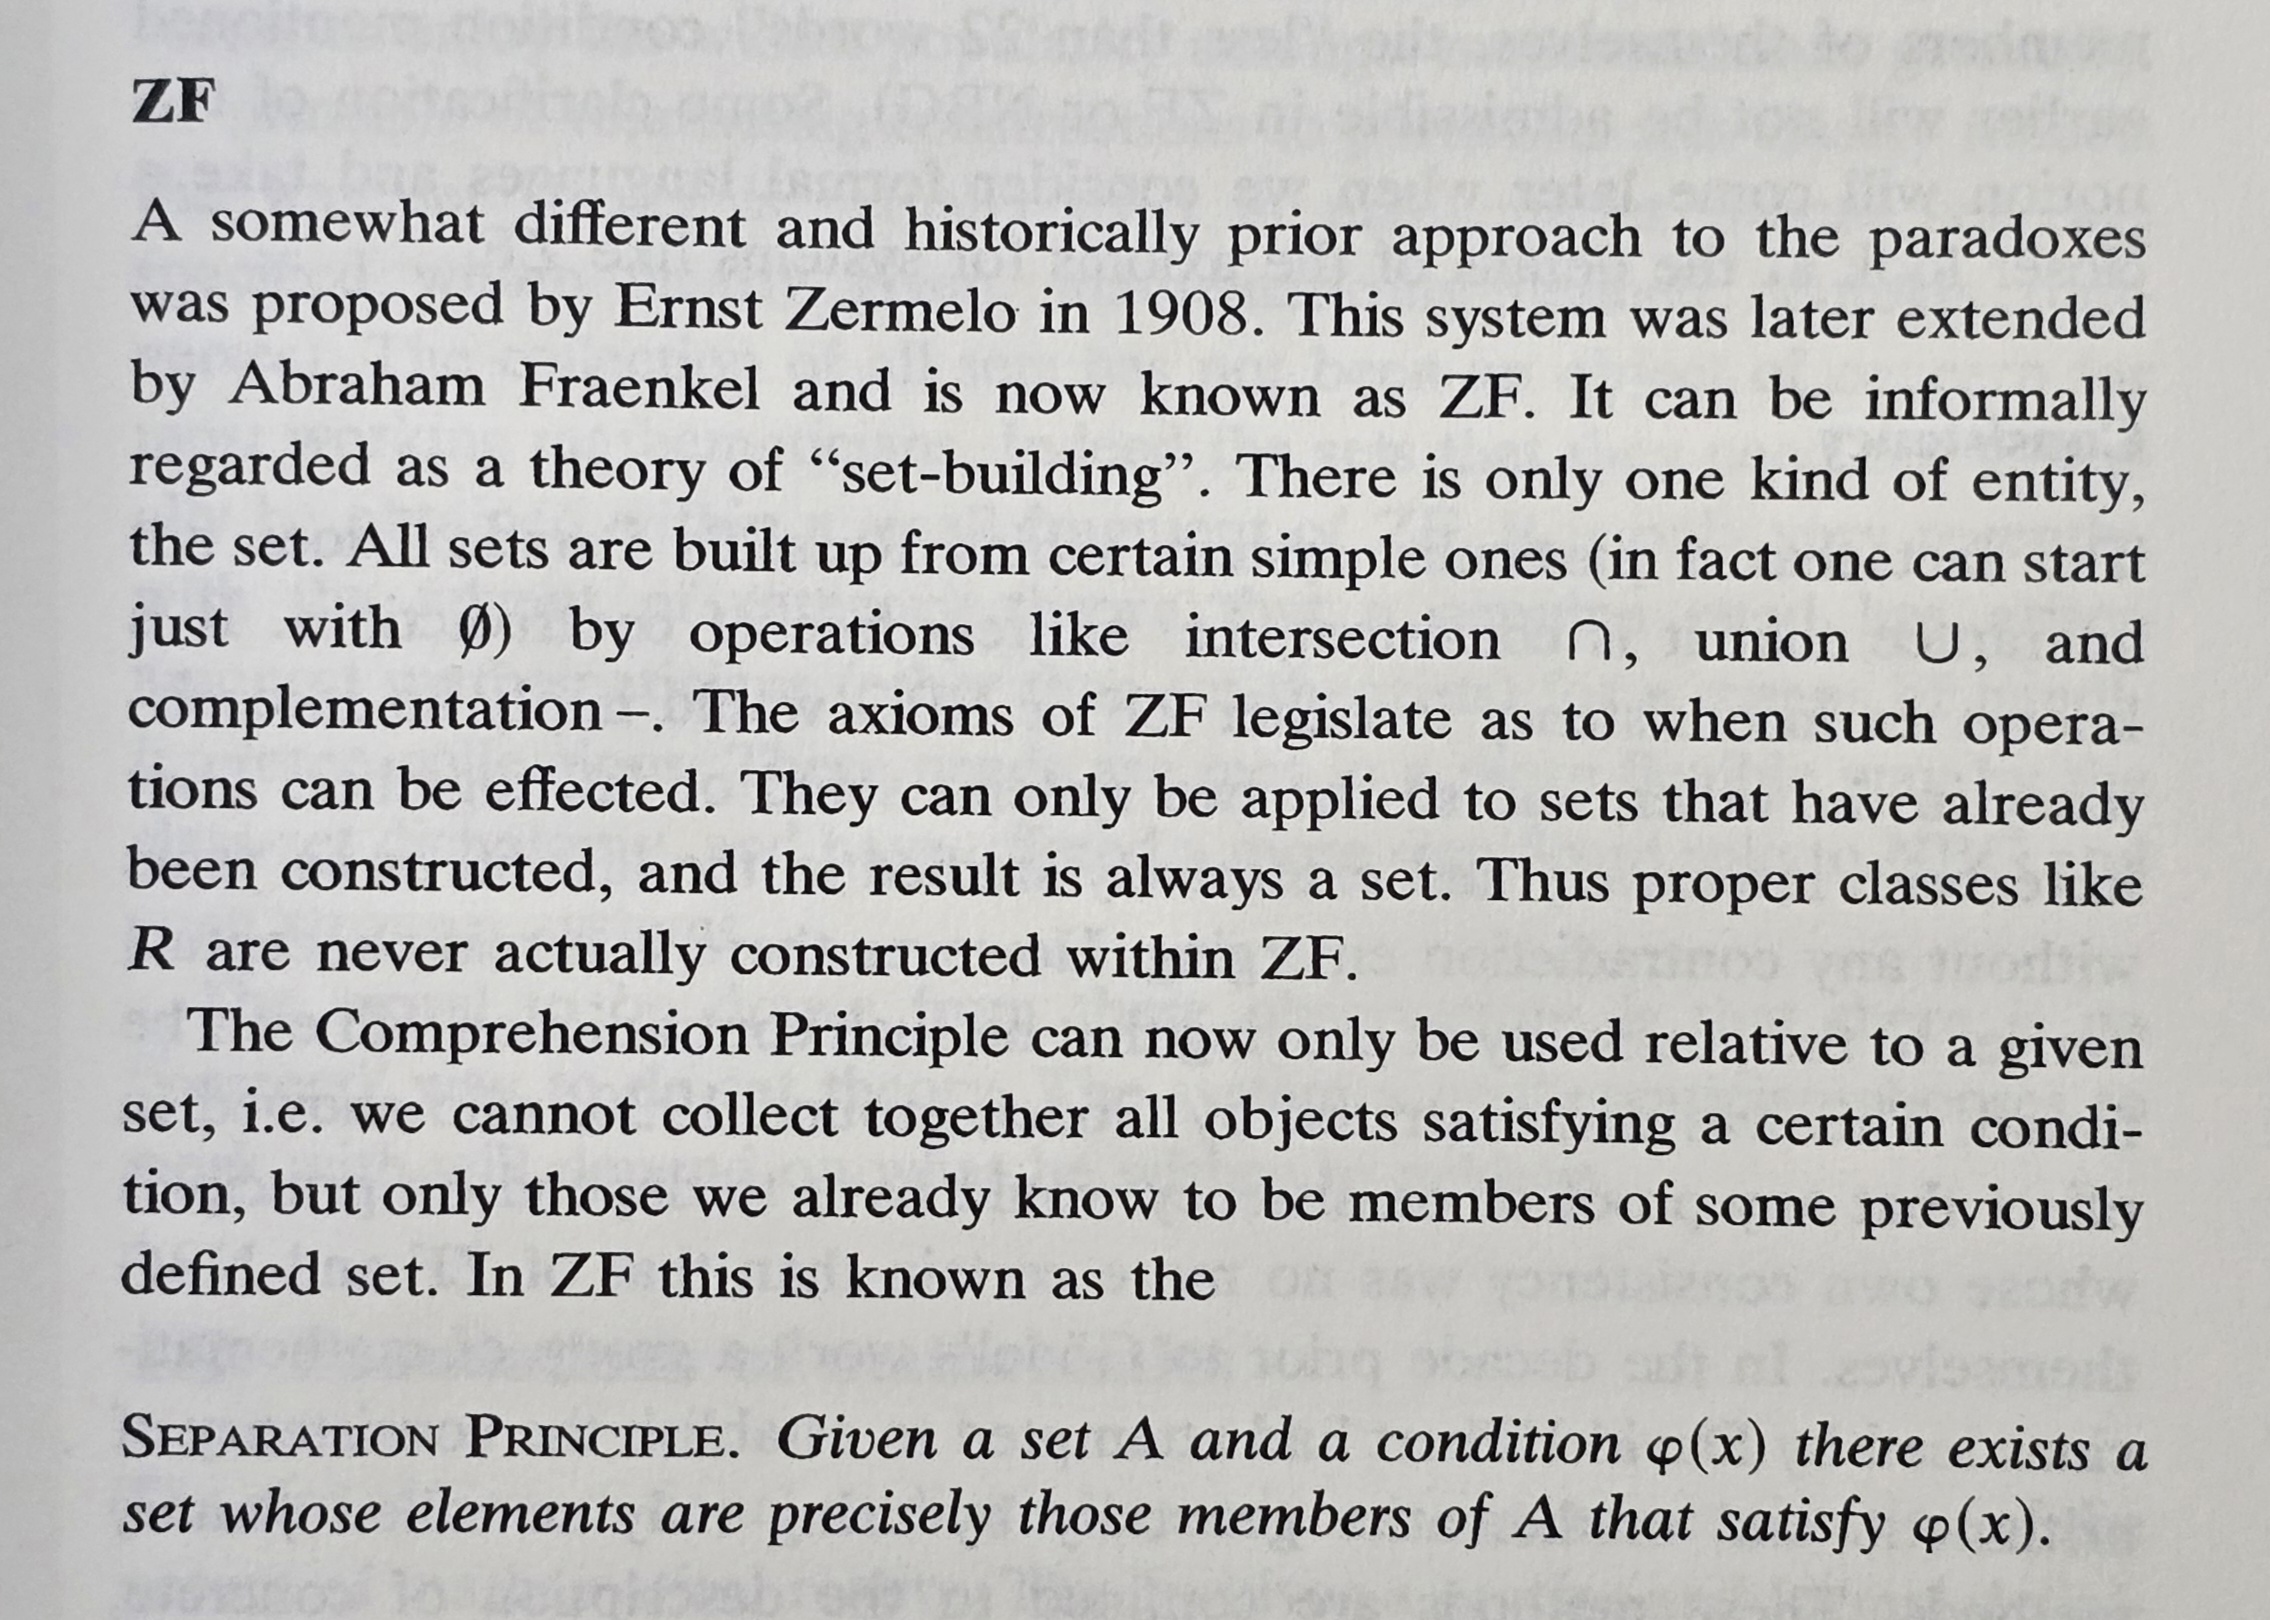 ZF
A somewhat different and historically prior approach to the paradoxes
was proposed by Ernst Zermelo in 1908. This system was later extended
by Abraham Fraenkel and is now known as ZF. It can be informally
regarded as a theory of “set-building”. There is only one kind of entity,
the set. All sets are built up from certain simple ones (in fact one can start
just with ∅) by operations like intersection ∩, union ∪, and
complementation –. The axioms of ZF legislate as to when such opera-
tions can be effected. They can only be applied to sets that have already
been constructed, and the result is always a set. Thus proper classes like
R are never actually constructed within ZF.
The Comprehension Principle can now only be used relative to a given
set, i.e. we cannot collect together all objects satisfying a certain condi-
tion, but only those we already know to be members of some previously
defined set. In ZF this is known as the
SEPARATION PRINCIPLE. Given a set A and a condition φ(x) there exists a
set whose elements are precisely those members of A that satisfy φ(x).